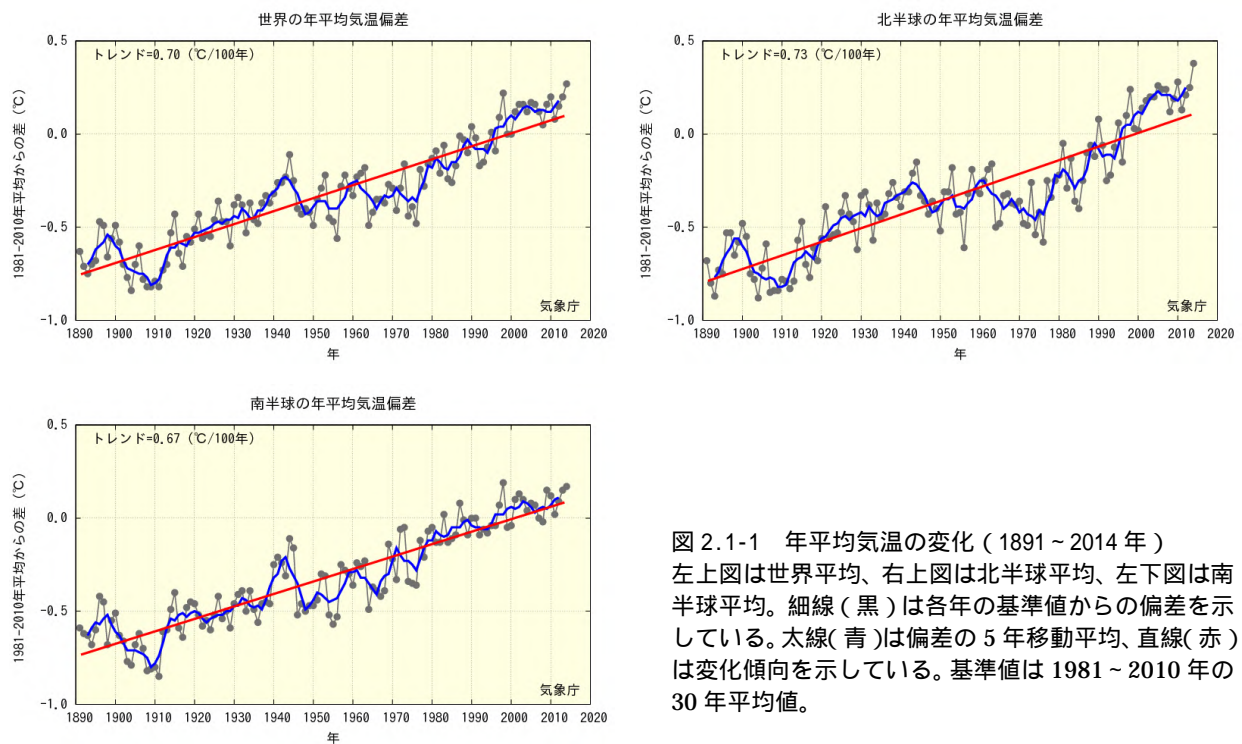 世界の年平均気温偏差
トレンド=0.70 (℃/100年)
1981-2010年平均からの差 (℃)
0.5
0.0
-0.5
-1.0
1890 1900 1910 1920 1930 1940 1950 1960 1970 1980 1990 2000 2010 2020
年
気象庁
北半球の年平均気温偏差
トレンド=0.73 (℃/100年)
1981-2010年平均からの差 (℃)
0.5
0.0
-0.5
-1.0
1890 1900 1910 1920 1930 1940 1950 1960 1970 1980 1990 2000 2010 2020
年
気象庁
南半球の年平均気温偏差
トレンド=0.67 (℃/100年)
1981-2010年平均からの差 (℃)
0.5
0.0
-0.5
-1.0
1890 1900 1910 1920 1930 1940 1950 1960 1970 1980 1990 2000 2010 2020
年
気象庁
図 2.1-1 年平均気温の変化(1891~2014 年)
左上図は世界平均、右上図は北半球平均、左下図は南
半球平均。細線(黒)は各年の基準値からの偏差を示
している。太線(青)は偏差の 5 年移動平均、直線(赤)
は変化傾向を示している。基準値は 1981~2010 年の
30 年平均値。